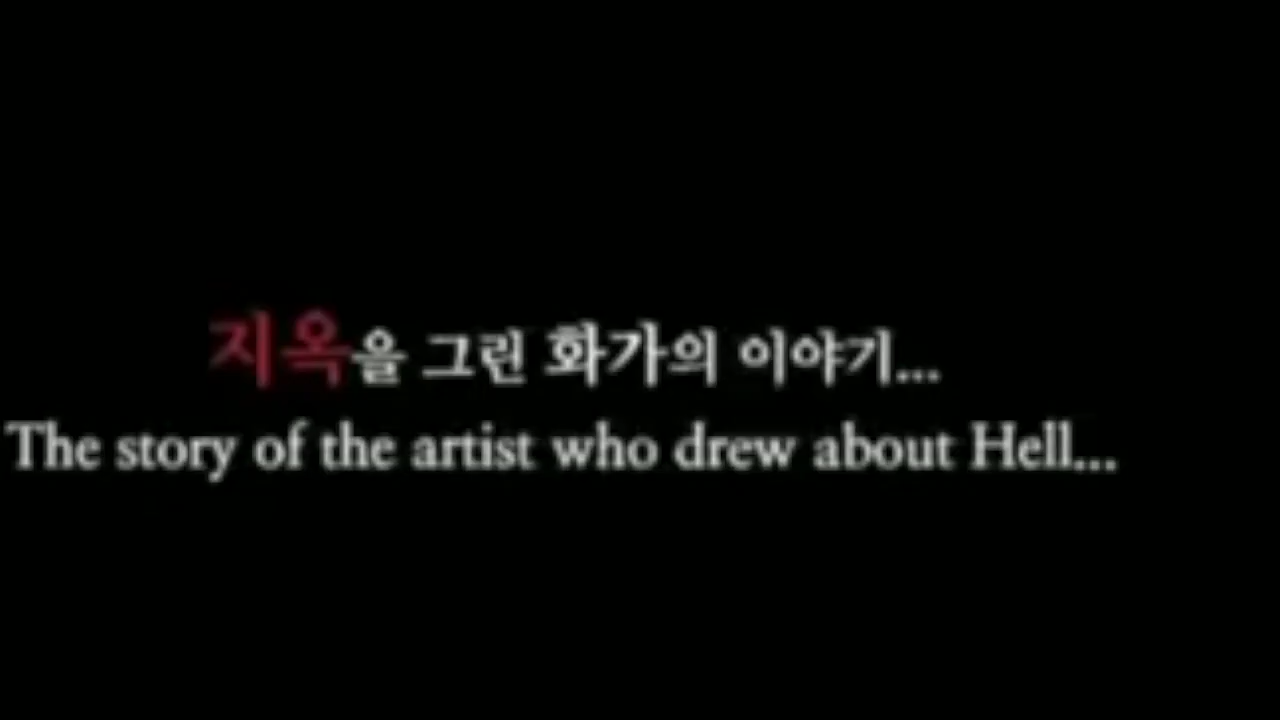 지옥을 그린 화가의 이야기...
The story of the artist who drew about Hell...